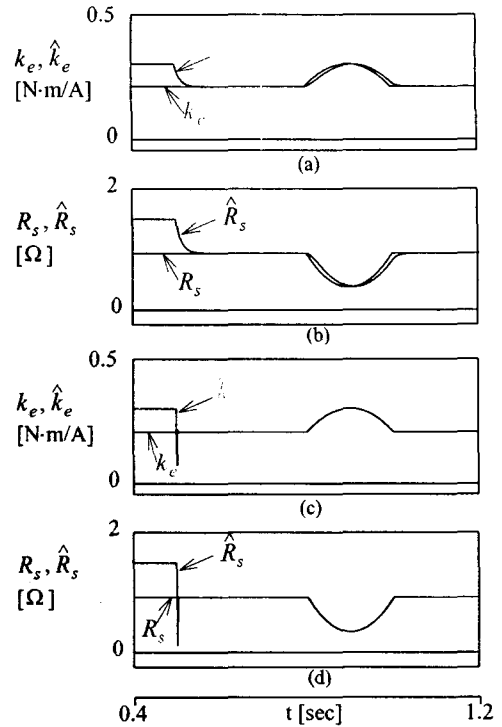 0.5
k_e, k̂_e
[N·m/A]
k_e
0
(a)
2
R_s, R̂_s
[Ω]
R̂_s
R_s
0
(b)
0.5
k_e, k̂_e
[N·m/A]
k_e
0
(c)
2
R_s, R̂_s
[Ω]
R̂_s
R_s
0
(d)
0.4 t [sec] 1.2